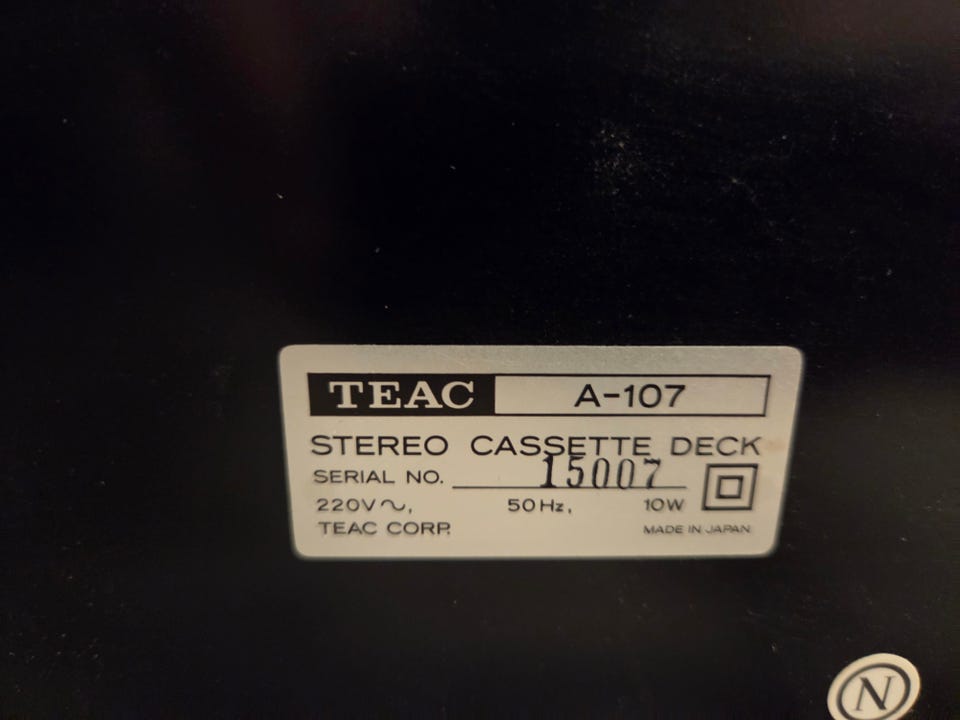 TEAC A-107
STEREO CASSETTE DECK
SERIAL NO. 15007
220V~, 50Hz, 10W
TEAC CORP. MADE IN JAPAN
N